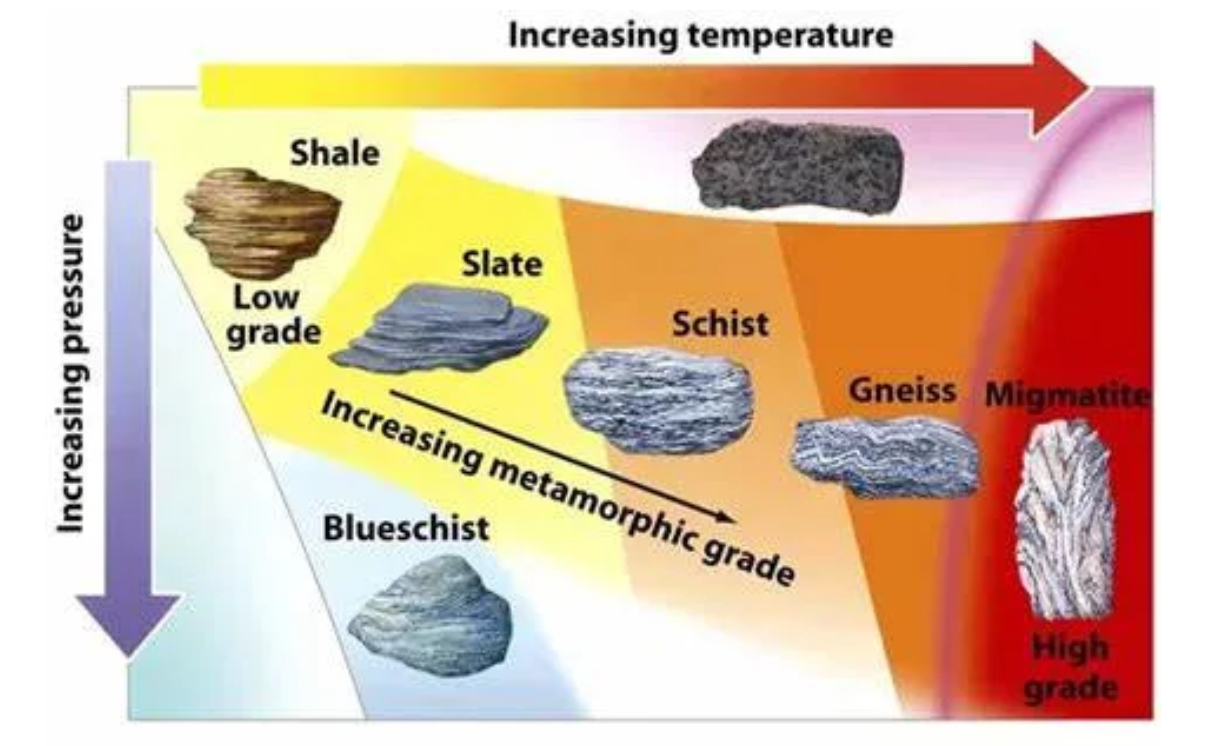 Increasing temperature
Increasing pressure
Shale
Low
grade
Slate
Schist
Gneiss
Migmatite
Increasing metamorphic grade
Blueschist
High
grade